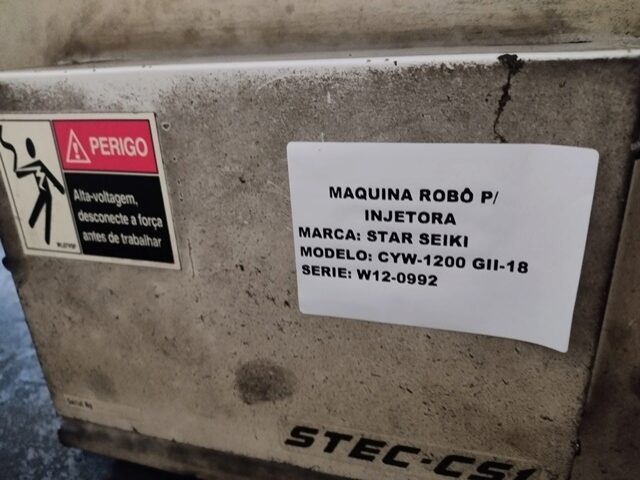 PERIGO
Alta-voltagem,
desconecte a força
antes de trabalhar
MAQUINA ROBÔ P/
INJETORA
MARCA: STAR SEIKI
MODELO: CYW-1200 GII-18
SERIE: W12-0992
STEC-CS